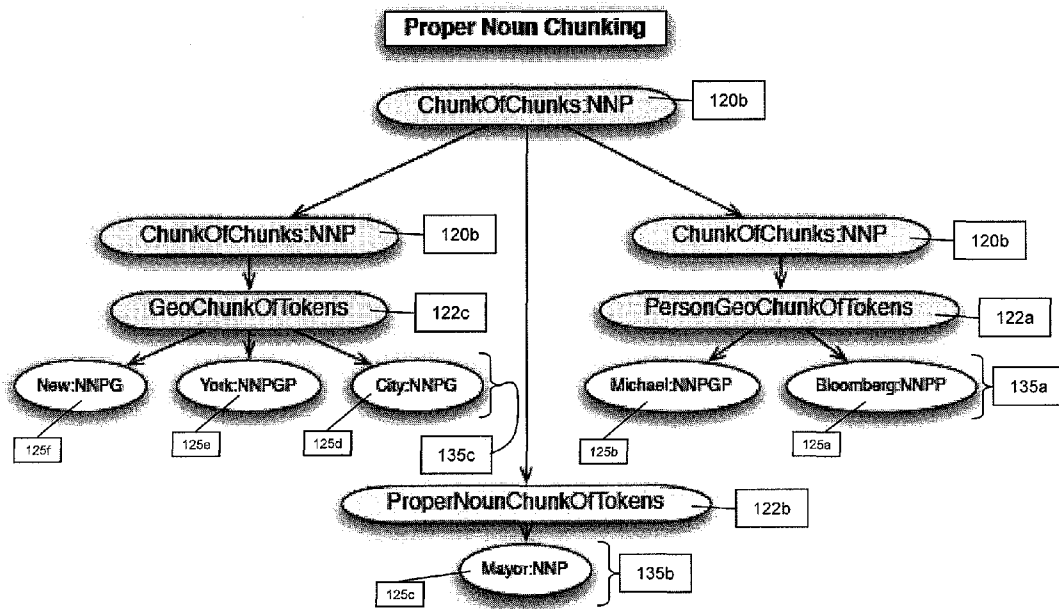 Proper Noun Chunking
ChunkOfChunks:NNP
120b
ChunkOfChunks:NNP
120b
ChunkOfChunks:NNP
120b
GeoChunkOfTokens
122c
PersonGeoChunkOfTokens
122a
New:NNPG
York:NNPGP
City:NNPG
Michael:NNPGP
Bloomberg:NNPP
135a
125f
125e
125d
135c
125b
125a
ProperNounChunkOfTokens
122b
Mayor:NNP
135b
125c